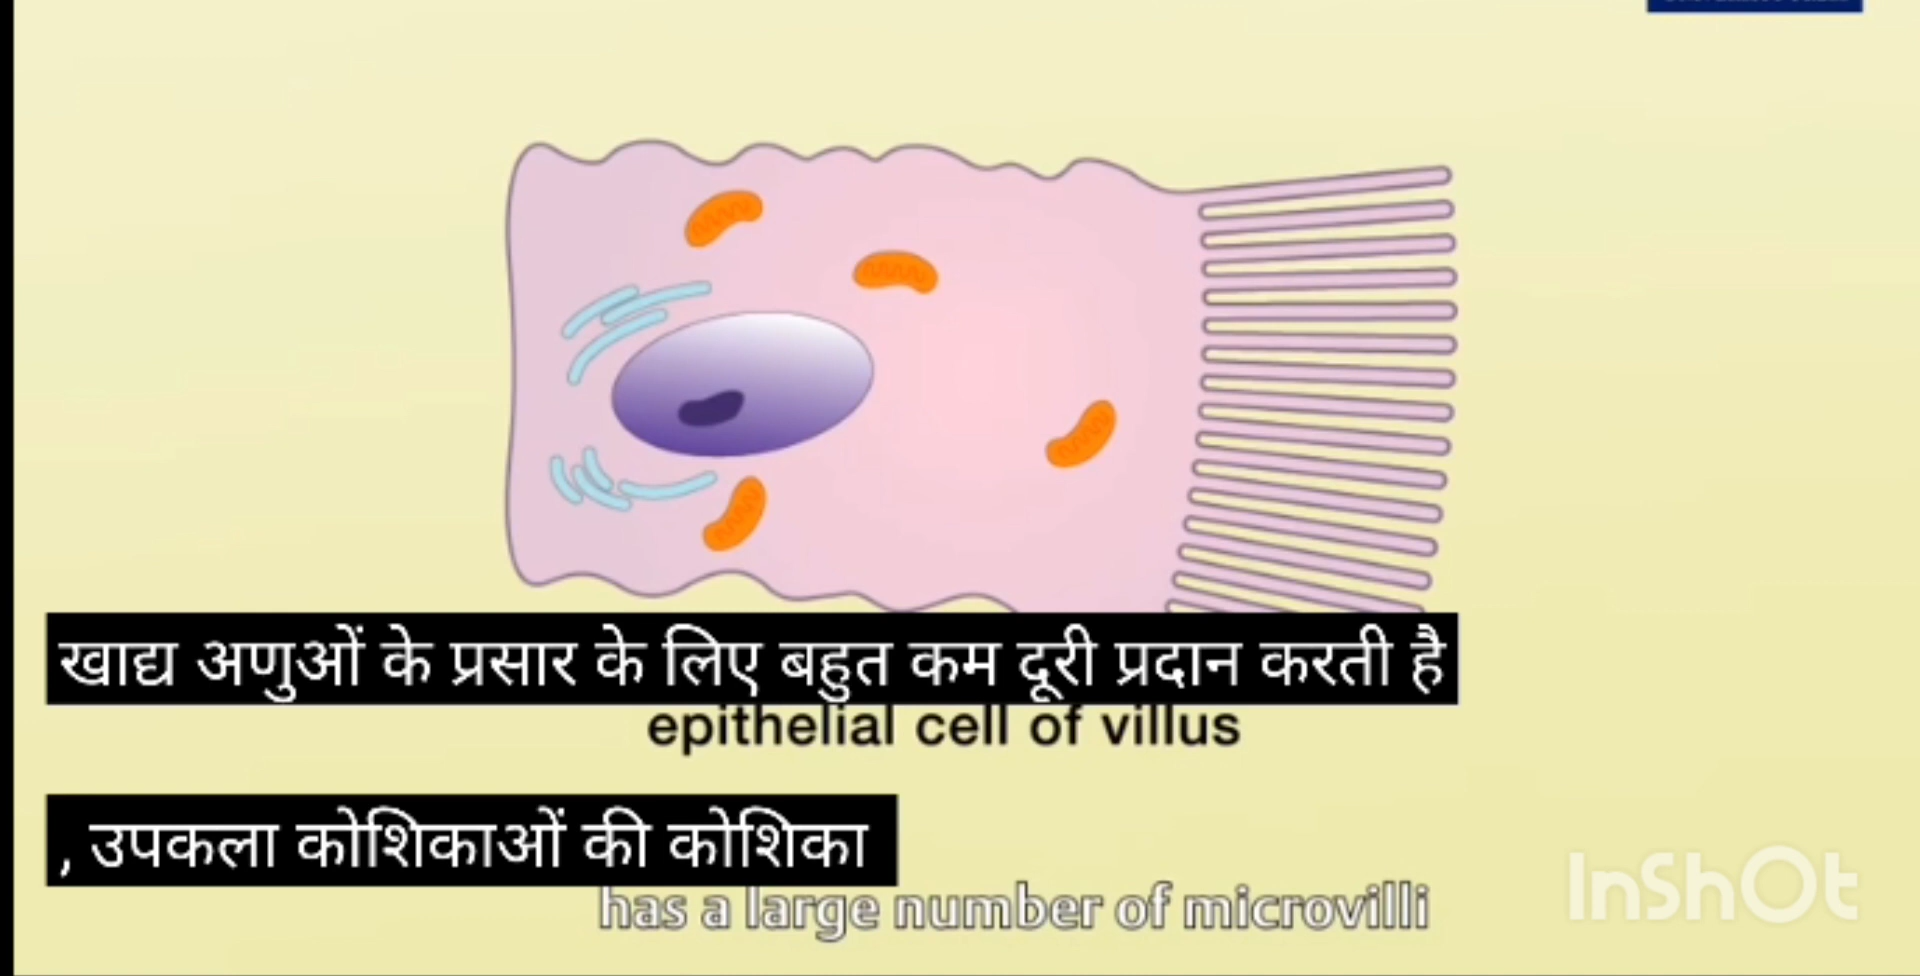 खाद्य अणुओं के प्रसार के लिए बहुत कम दूरी प्रदान करती है
epithelial cell of villus
, उपकला कोशिकाओं की कोशिका
has a large number of microvilli
InShOt